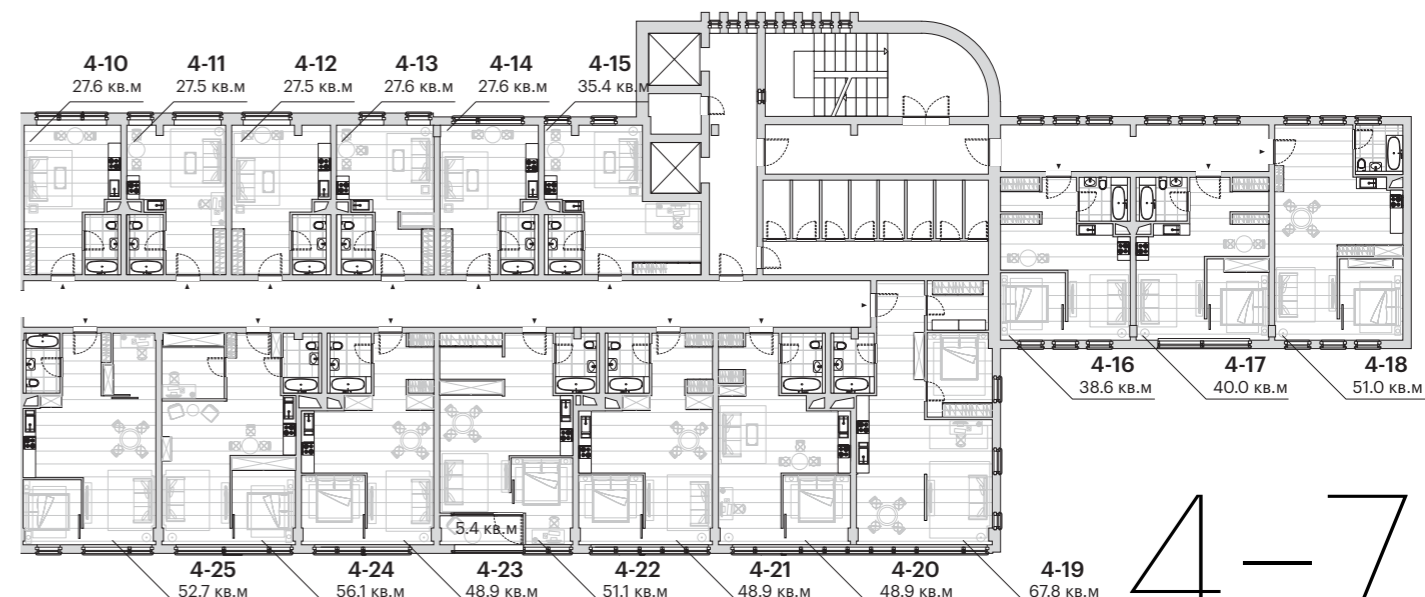 4-10
27.6 кв.м
4-11
27.5 кв.м
4-12
27.5 кв.м
4-13
27.6 кв.м
4-14
27.6 кв.м
4-15
35.4 кв.м
4-16
38.6 кв.м
4-17
40.0 кв.м
4-18
51.0 кв.м
5.4 кв.м
4-25
52.7 кв.м
4-24
56.1 кв.м
4-23
48.9 кв.м
4-22
51.1 кв.м
4-21
48.9 кв.м
4-20
48.9 кв.м
4-19
67.8 кв.м
4–7